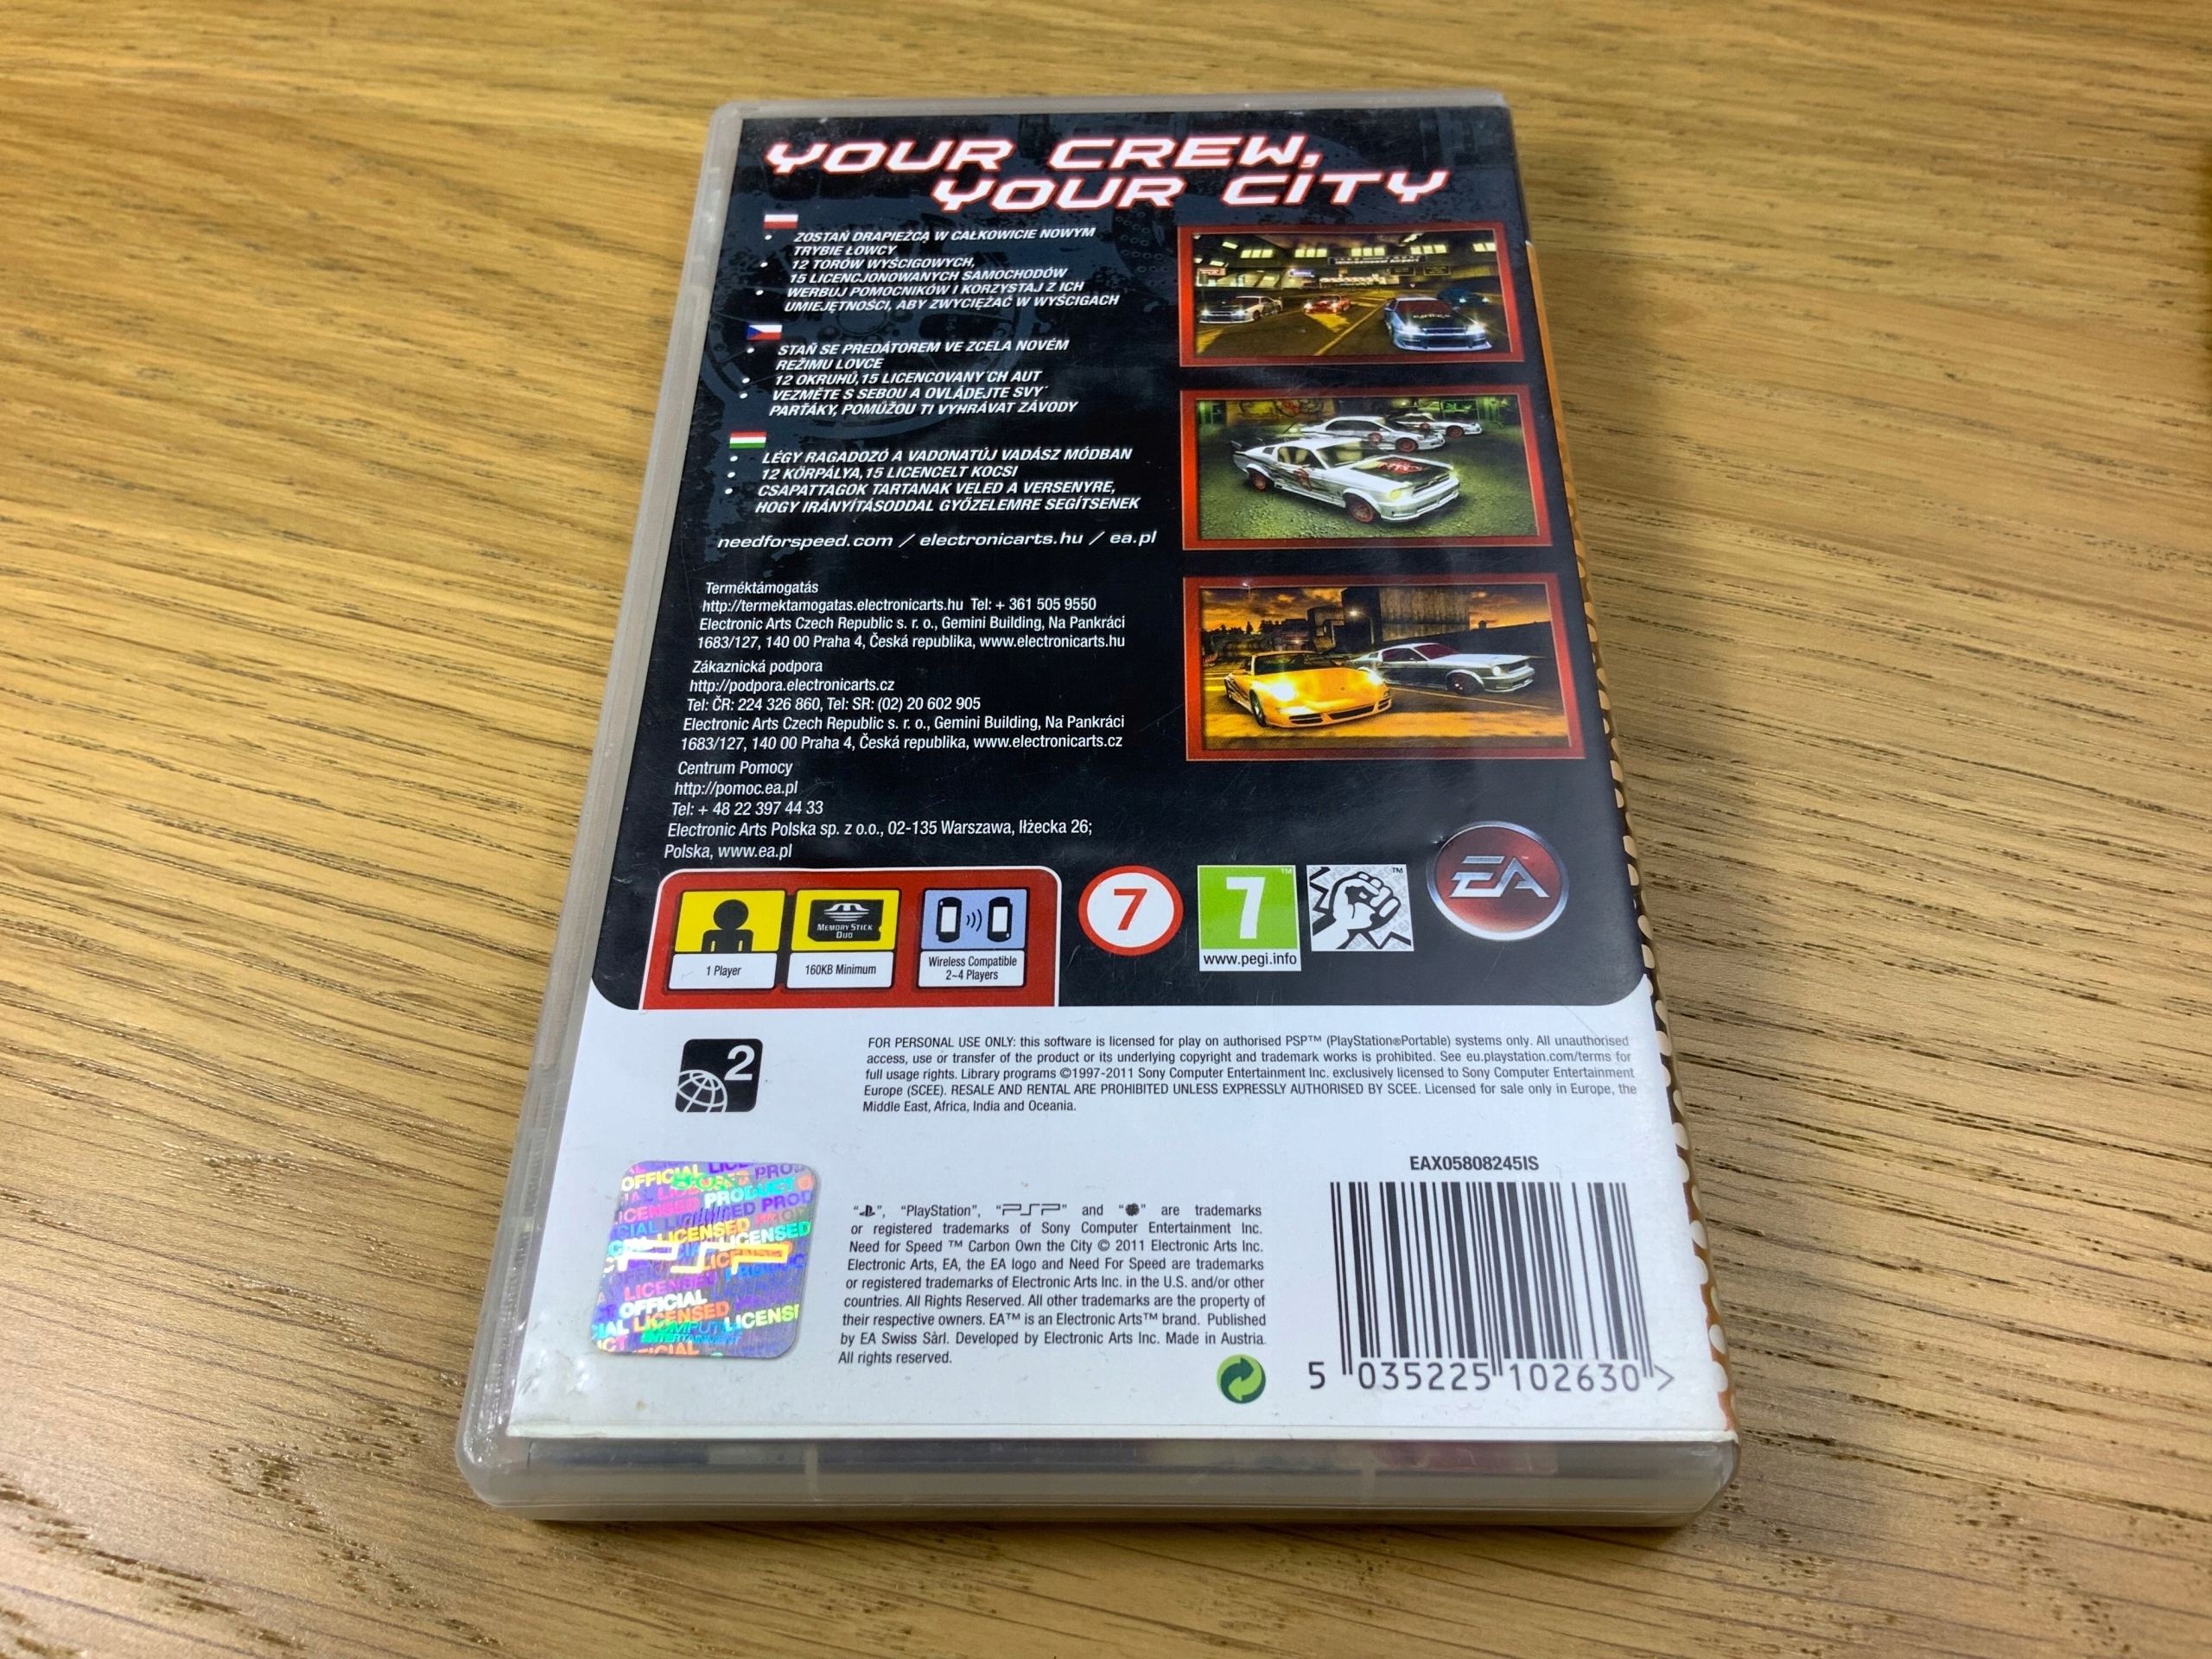 YOUR CREW,
YOUR CITY
• ZOSTAŃ DRAPIEŻCĄ W CAŁKOWICIE NOWYM
TRYBIE ŁOWCY
• 12 TORÓW WYŚCIGOWYCH,
15 LICENCJONOWANYCH SAMOCHODÓW
• WERBUJ POMOCNIKÓW I KORZYSTAJ Z ICH
UMIEJĘTNOŚCI, ABY ZWYCIĘŻAĆ W WYŚCIGACH
• STAŇ SE PREDÁTOREM VE ZCELA NOVÉM
REŽIMU LOVCE
• 12 OKRUHŮ, 15 LICENCOVANY´CH AUT
• VEZMĚTE S SEBOU A OVLÁDEJTE SVY´
PARŤÁKY, POMŮŽOU TI VYHRÁVAT ZÁVODY
• LÉGY RAGADOZÓ A VADONATÚJ VADÁSZ MÓDBAN
• 12 KÖRPÁLYA, 15 LICENCELT KOCSI
• CSAPATTAGOK TARTANAK VELED A VERSENYRE,
HOGY IRÁNYÍTÁSODDAL GYŐZELEMRE SEGÍTSENEK
needforspeed.com / electronicarts.hu / ea.pl
Terméktámogatás
http://termektamogatas.electronicarts.hu Tel: + 361 505 9550
Electronic Arts Czech Republic s. r. o., Gemini Building, Na Pankráci
1683/127, 140 00 Praha 4, Česká republika, www.electronicarts.hu
Zákaznická podpora
http://podpora.electronicarts.cz
Tel: ČR: 224 326 860, Tel: SR: (02) 20 602 905
Electronic Arts Czech Republic s. r. o., Gemini Building, Na Pankráci
1683/127, 140 00 Praha 4, Česká republika, www.electronicarts.cz
Centrum Pomocy
http://pomoc.ea.pl
Tel: + 48 22 397 44 33
Electronic Arts Polska sp. z o.o., 02-135 Warszawa, Iłżecka 26;
Polska, www.ea.pl
MEMORY STICK
DUO
1 Player
160KB Minimum
Wireless Compatible
2~4 Players
7
7™
www.pegi.info
™
EA
2
FOR PERSONAL USE ONLY: this software is licensed for play on authorised PSP™ (PlayStation®Portable) systems only. All unauthorised
access, use or transfer of the product or its underlying copyright and trademark works is prohibited. See eu.playstation.com/terms for
full usage rights. Library programs ©1997-2011 Sony Computer Entertainment Inc. exclusively licensed to Sony Computer Entertainment
Europe (SCEE). RESALE AND RENTAL ARE PROHIBITED UNLESS EXPRESSLY AUTHORISED BY SCEE. Licensed for sale only in Europe, the
Middle East, Africa, India and Oceania.
OFFICIAL
LICENSED PRODUCT
PSP
OFFICIAL
LICENSED
ENTERTAINMENT
"PS", "PlayStation", "PSP" and " " are trademarks
or registered trademarks of Sony Computer Entertainment Inc.
Need for Speed ™ Carbon Own the City © 2011 Electronic Arts Inc.
Electronic Arts, EA, the EA logo and Need For Speed are trademarks
or registered trademarks of Electronic Arts Inc. in the U.S. and/or other
countries. All Rights Reserved. All other trademarks are the property of
their respective owners. EA™ is an Electronic Arts™ brand. Published
by EA Swiss Sàrl. Developed by Electronic Arts Inc. Made in Austria.
All rights reserved.
EAX05808245IS
5 035225 102630 >